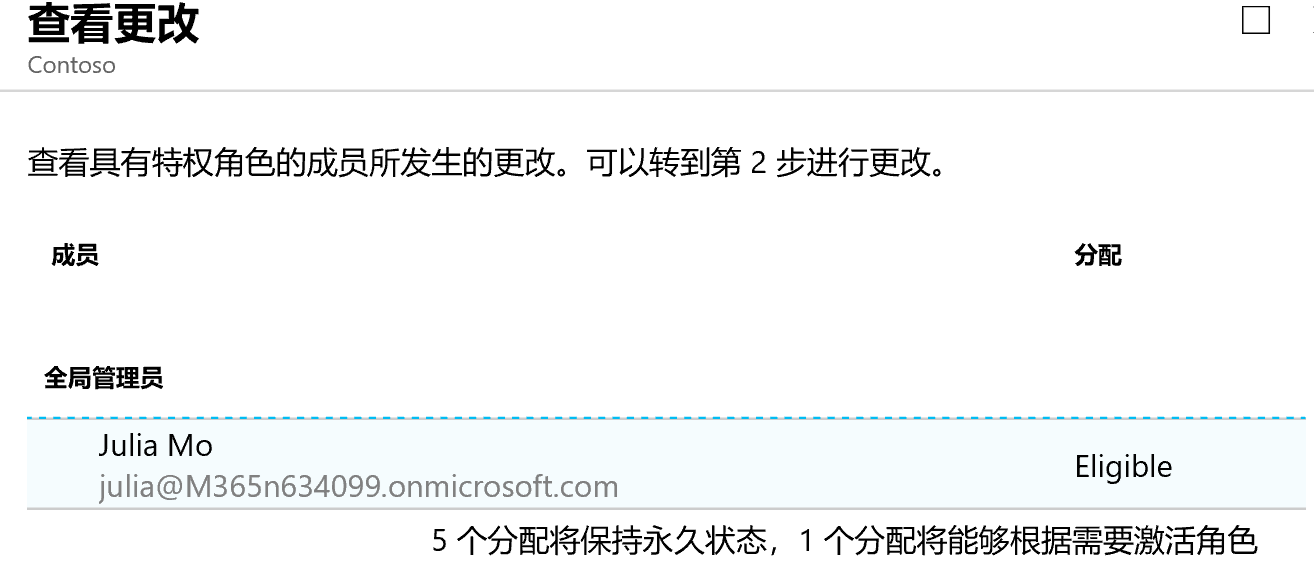 查看更改
Contoso
查看具有特权角色的成员所发生的更改。可以转到第 2 步进行更改。
成员 分配
全局管理员
Julia Mo
julia@M365n634099.onmicrosoft.com
Eligible
5 个分配将保持永久状态，1 个分配将能够根据需要激活角色